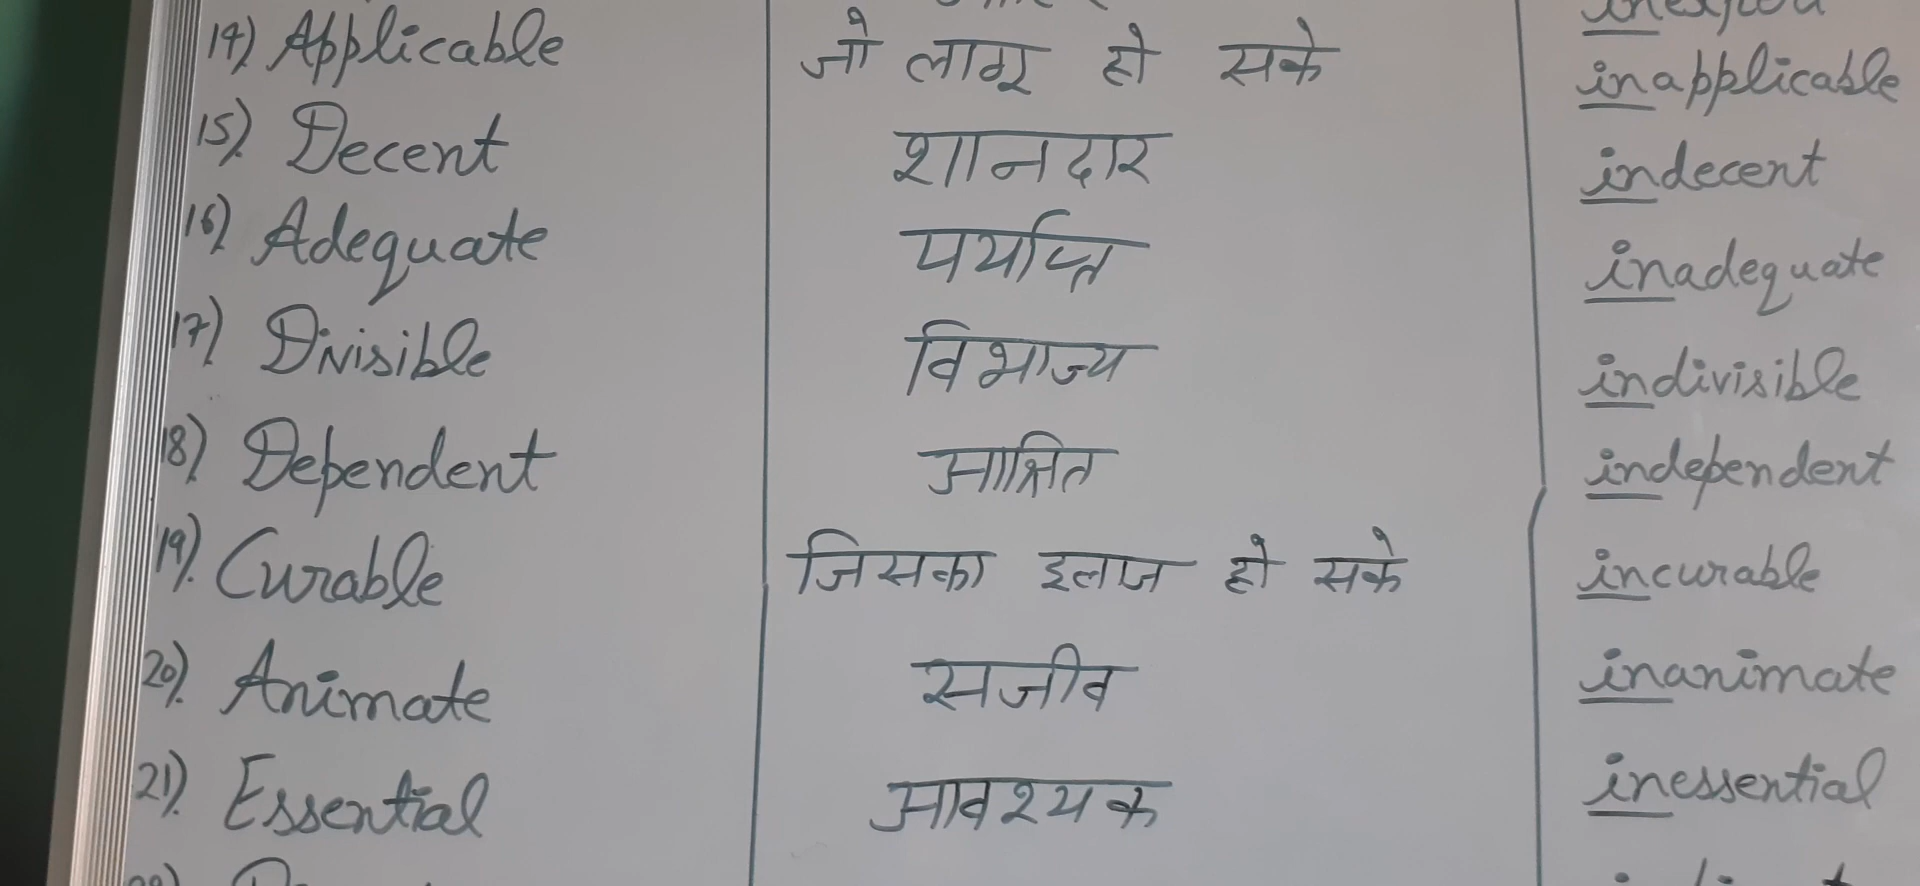 14) Applicable जो लागू हो सके inapplicable
15) Decent शानदार indecent
16) Adequate पर्याप्त inadequate
17) Divisible विभाज्य indivisible
18) Dependent आश्रित independent
19) Curable जिसका इलाज हो सके incurable
20) Animate सजीव inanimate
21) Essential आवश्यक inessential